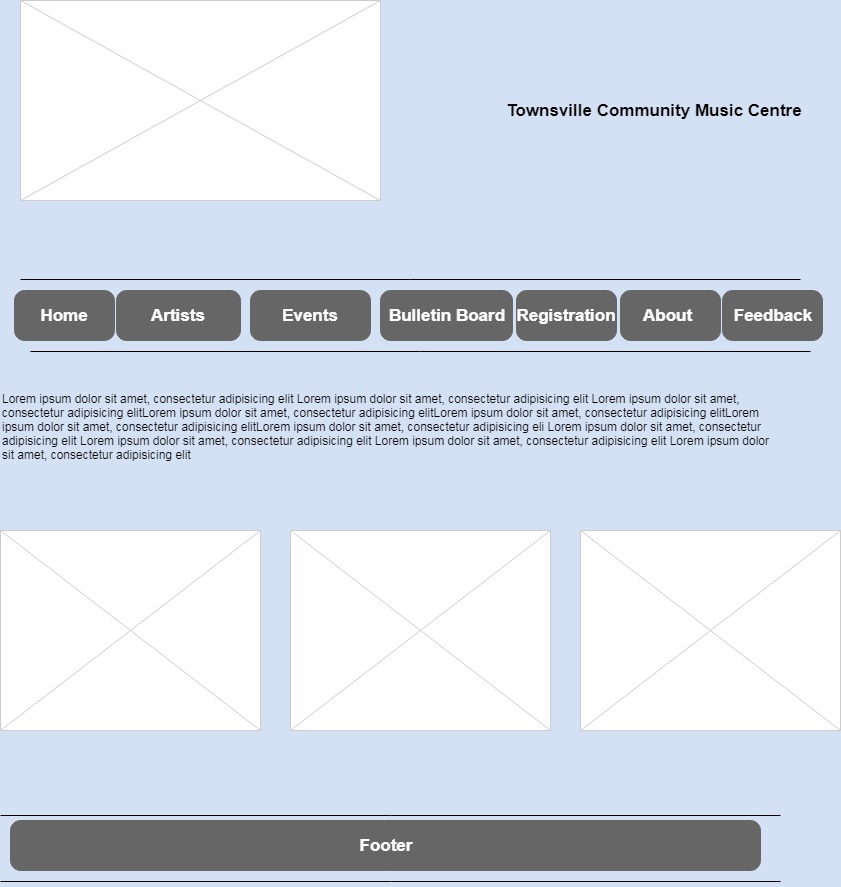 Townsville Community Music Centre
Home Artists Events Bulletin Board Registration About Feedback
Lorem ipsum dolor sit amet, consectetur adipisicing elit Lorem ipsum dolor sit amet, consectetur adipisicing elit Lorem ipsum dolor sit amet,
consectetur adipisicing elitLorem ipsum dolor sit amet, consectetur adipisicing elitLorem ipsum dolor sit amet, consectetur adipisicing elitLorem
ipsum dolor sit amet, consectetur adipisicing elitLorem ipsum dolor sit amet, consectetur adipisicing eli Lorem ipsum dolor sit amet, consectetur
adipisicing elit Lorem ipsum dolor sit amet, consectetur adipisicing elit Lorem ipsum dolor sit amet, consectetur adipisicing elit Lorem ipsum dolor
sit amet, consectetur adipisicing elit
Footer